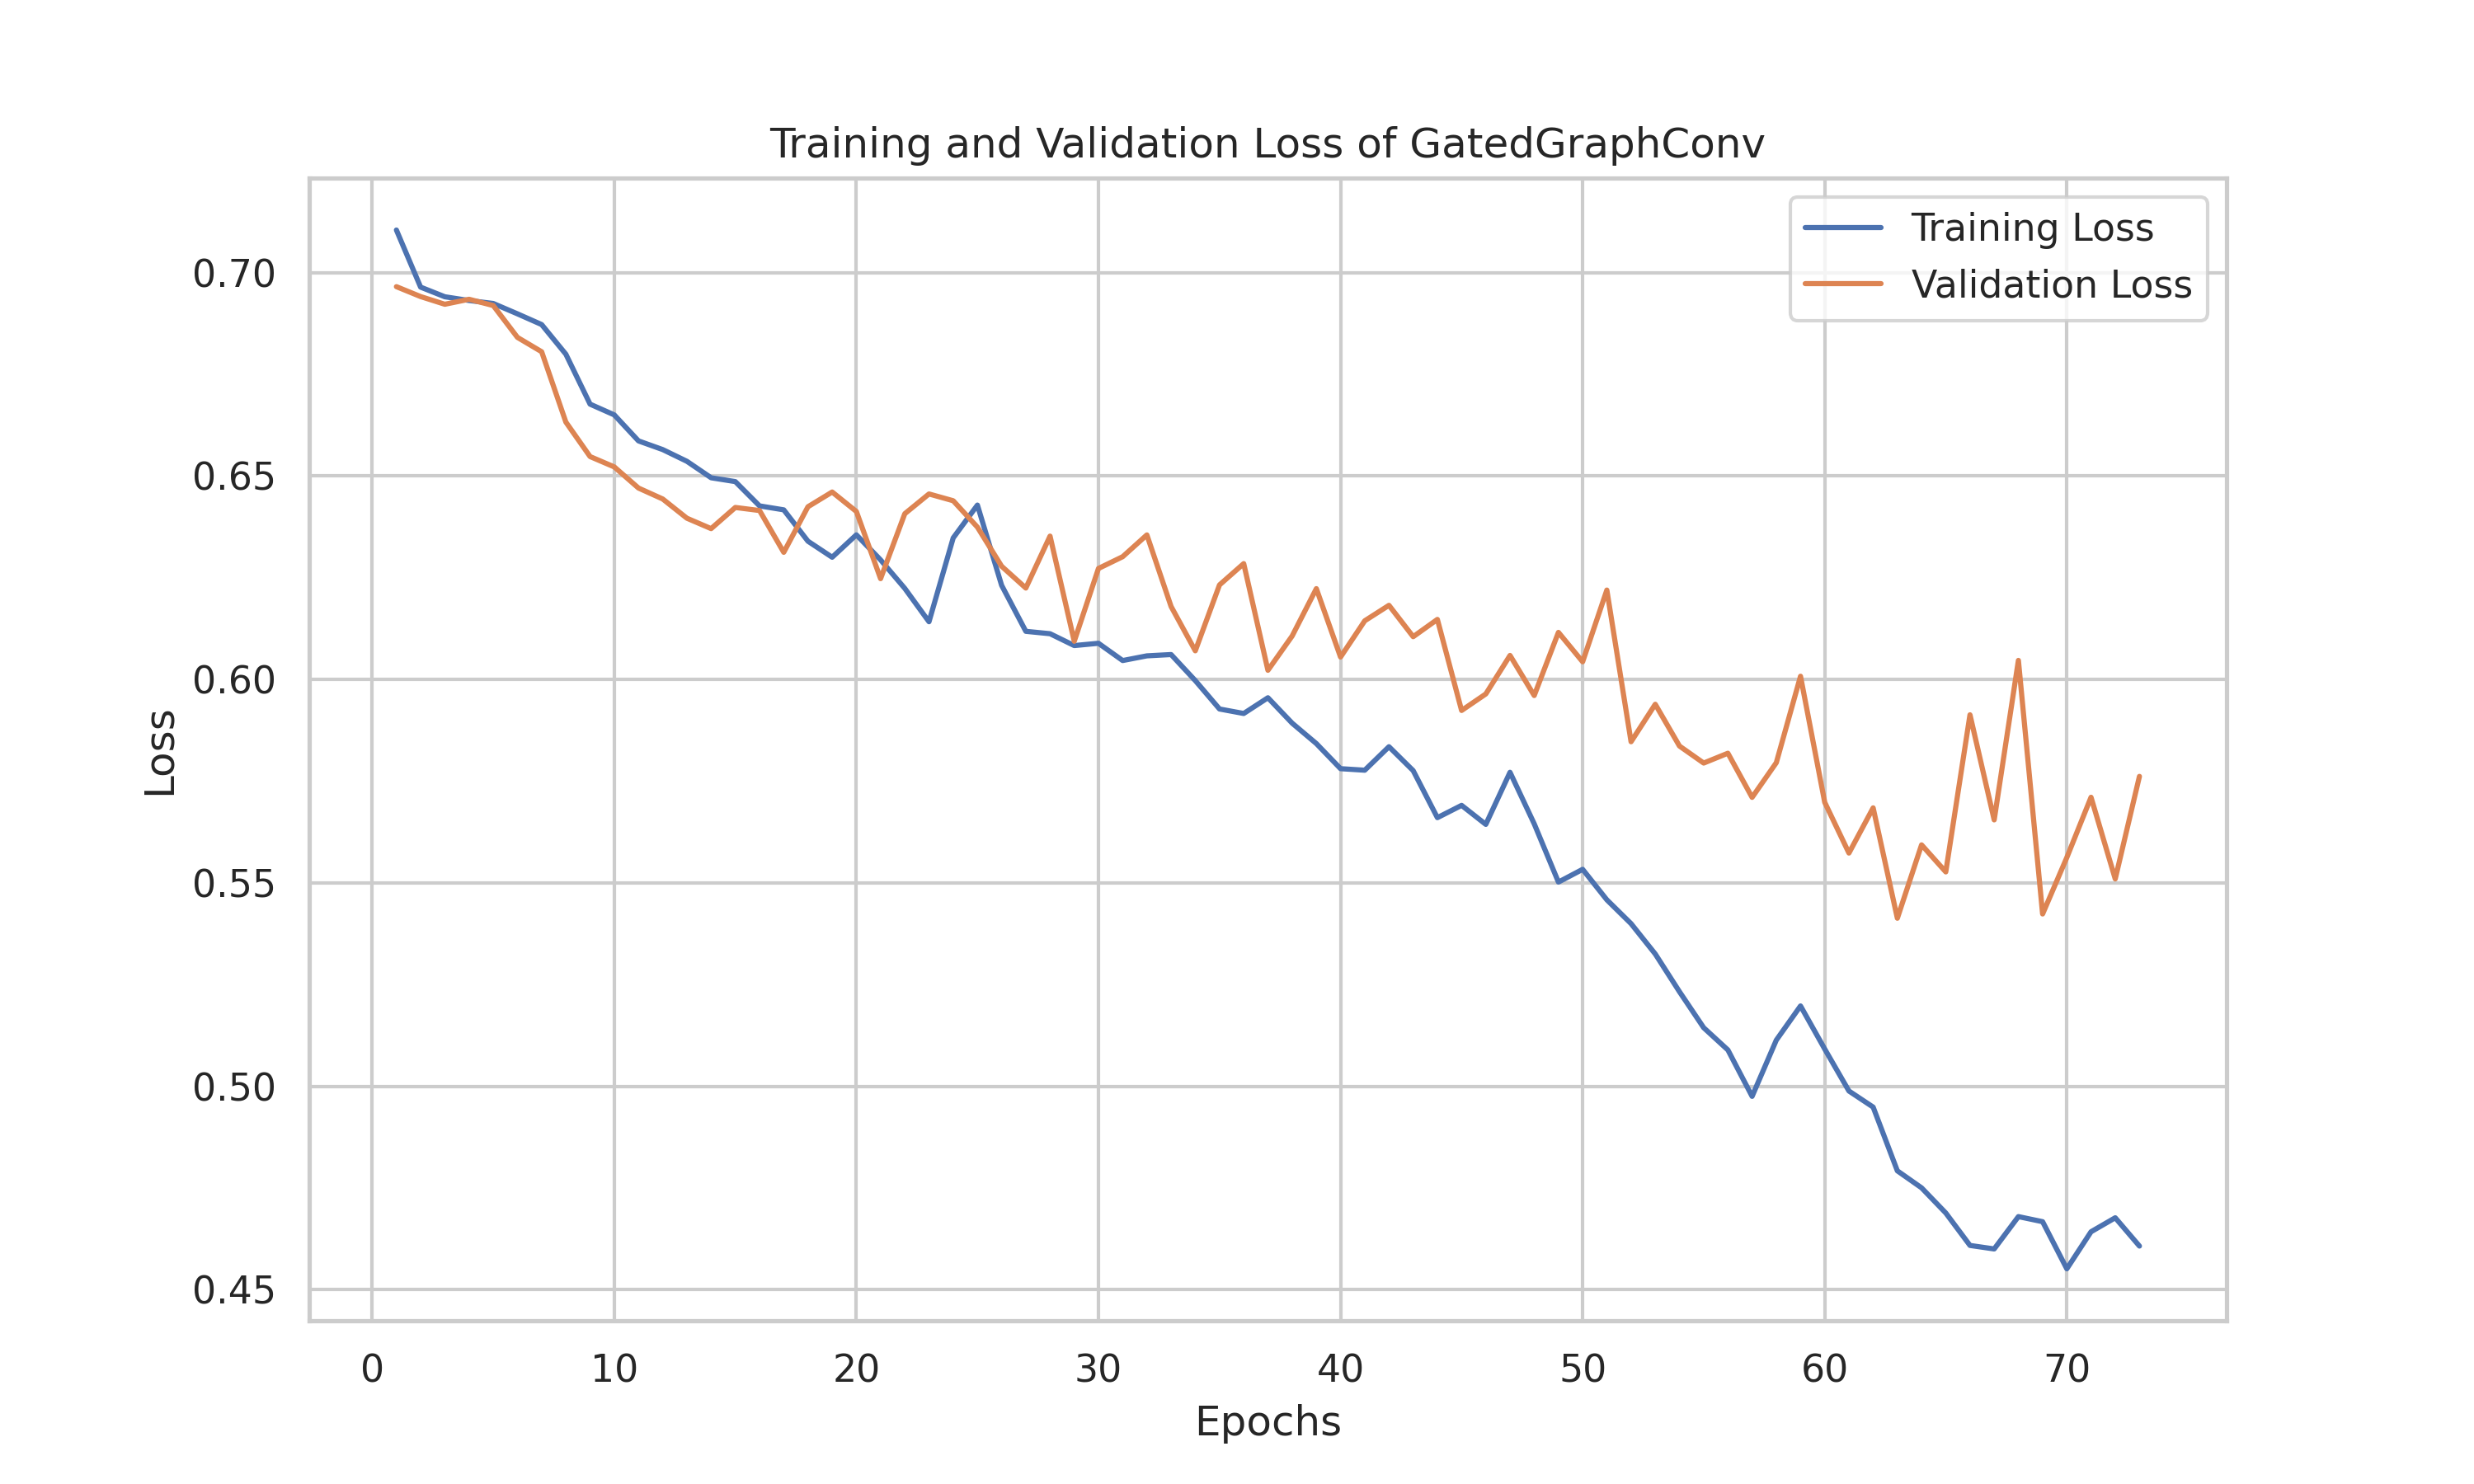 Training and Validation Loss of GatedGraphConv
Training Loss
Validation Loss
0.70
0.65
0.60
0.55
0.50
0.45
Loss
0 10 20 30 40 50 60 70
Epochs